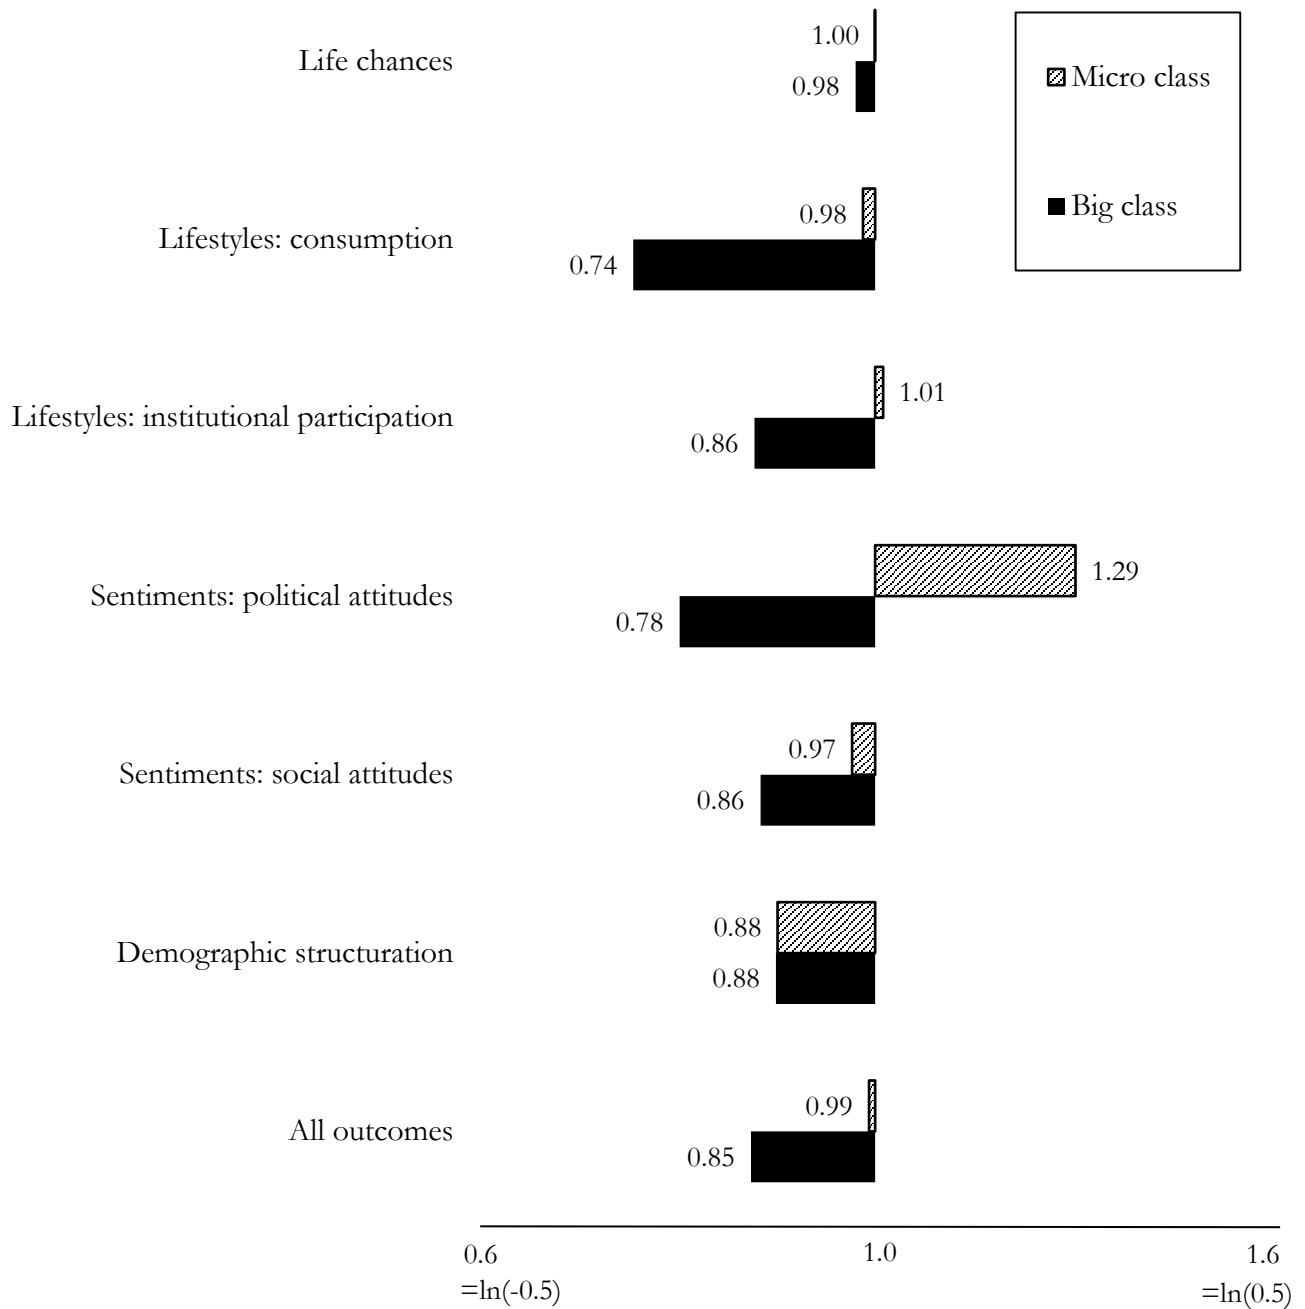 1.00
Life chances
0.98
Micro class
Big class
0.98
Lifestyles: consumption
0.74
1.01
Lifestyles: institutional participation
0.86
1.29
Sentiments: political attitudes
0.78
0.97
Sentiments: social attitudes
0.86
0.88
Demographic structuration
0.88
0.99
All outcomes
0.85
0.6 1.0 1.6
=ln(-0.5) =ln(0.5)